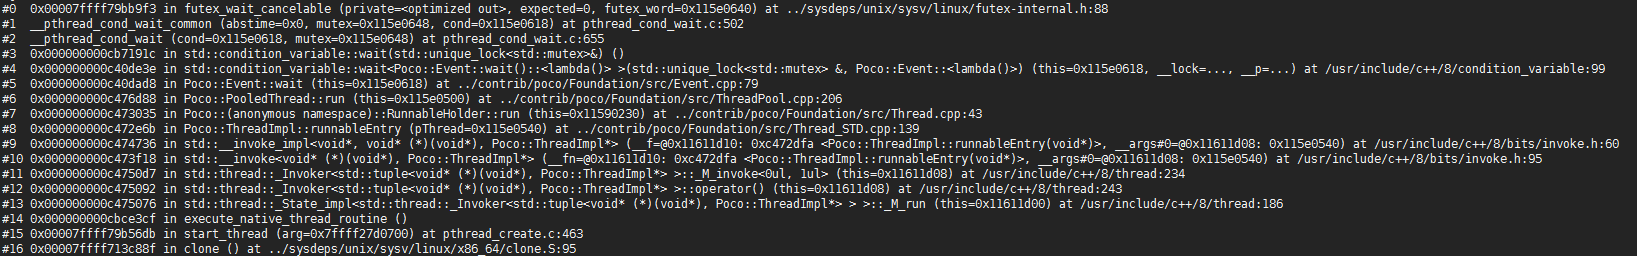 #0  0x00007ffff79bb9f3 in futex_wait_cancelable (private=<optimized out>, expected=0, futex_word=0x115e0640) at ../sysdeps/unix/sysv/linux/futex-internal.h:88
#1  __pthread_cond_wait_common (abstime=0x0, mutex=0x115e0648, cond=0x115e0618) at pthread_cond_wait.c:502
#2  __pthread_cond_wait (cond=0x115e0618, mutex=0x115e0648) at pthread_cond_wait.c:655
#3  0x000000000cb7191c in std::condition_variable::wait(std::unique_lock<std::mutex>&) ()
#4  0x000000000c40de3e in std::condition_variable::wait<Poco::Event::wait()::<lambda()> >(std::unique_lock<std::mutex> &, Poco::Event::<lambda()>) (this=0x115e0618, __lock=..., __p=...) at /usr/include/c++/8/condition_variable:99
#5  0x000000000c40dad8 in Poco::Event::wait (this=0x115e0618) at ../contrib/poco/Foundation/src/Event.cpp:79
#6  0x000000000c476d88 in Poco::PooledThread::run (this=0x115e0500) at ../contrib/poco/Foundation/src/ThreadPool.cpp:206
#7  0x000000000c473035 in Poco::(anonymous namespace)::RunnableHolder::run (this=0x11590230) at ../contrib/poco/Foundation/src/Thread.cpp:43
#8  0x000000000c472e6b in Poco::ThreadImpl::runnableEntry (pThread=0x115e0540) at ../contrib/poco/Foundation/src/Thread_STD.cpp:139
#9  0x000000000c474736 in std::__invoke_impl<void*, void* (*)(void*), Poco::ThreadImpl*> (__f=@0x11611d10: 0xc472dfa <Poco::ThreadImpl::runnableEntry(void*)>, __args#0=@0x11611d08: 0x115e0540) at /usr/include/c++/8/bits/invoke.h:60
#10 0x000000000c473f18 in std::__invoke<void* (*)(void*), Poco::ThreadImpl*> (__fn=@0x11611d10: 0xc472dfa <Poco::ThreadImpl::runnableEntry(void*)>, __args#0=@0x11611d08: 0x115e0540) at /usr/include/c++/8/bits/invoke.h:95
#11 0x000000000c4750d7 in std::thread::_Invoker<std::tuple<void* (*)(void*), Poco::ThreadImpl*> >::_M_invoke<0ul, 1ul> (this=0x11611d08) at /usr/include/c++/8/thread:234
#12 0x000000000c475092 in std::thread::_Invoker<std::tuple<void* (*)(void*), Poco::ThreadImpl*> >::operator() (this=0x11611d08) at /usr/include/c++/8/thread:243
#13 0x000000000c475076 in std::thread::_State_impl<std::thread::_Invoker<std::tuple<void* (*)(void*), Poco::ThreadImpl*> > >::_M_run (this=0x11611d00) at /usr/include/c++/8/thread:186
#14 0x000000000cbce3cf in execute_native_thread_routine ()
#15 0x00007ffff79b56db in start_thread (arg=0x7ffff27d0700) at pthread_create.c:463
#16 0x00007ffff713c88f in clone () at ../sysdeps/unix/sysv/linux/x86_64/clone.S:95